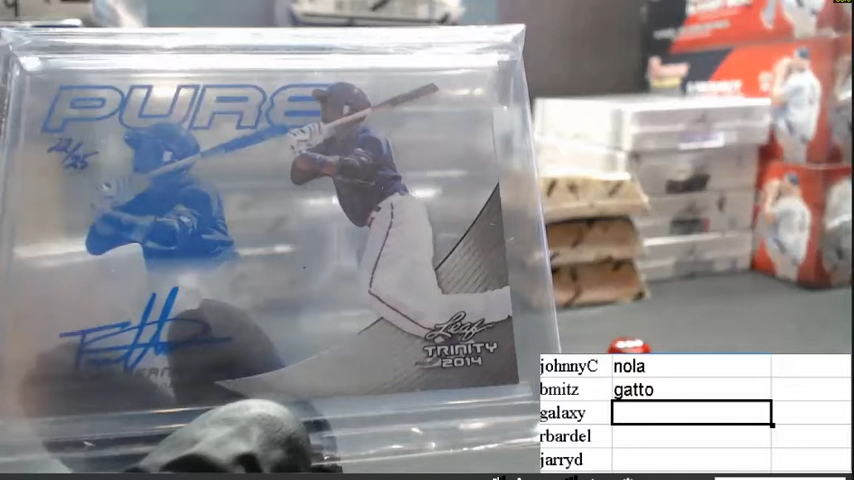 PURE
22/25
Leaf
TRINITY
2014
johnnyC nola
bmitz gatto
galaxy
rbardel
jarryd